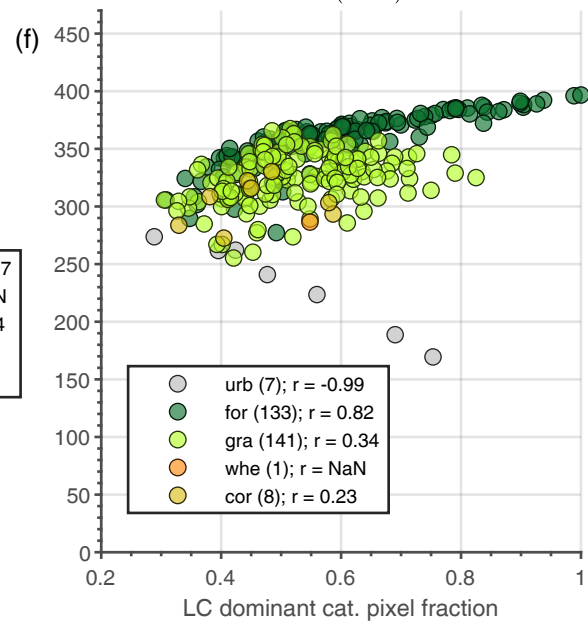 (f)
450
400
350
300
250
200
150
100
50
0
7
N
4
urb (7); r = -0.99
for (133); r = 0.82
gra (141); r = 0.34
whe (1); r = NaN
cor (8); r = 0.23
0.2 0.4 0.6 0.8 1
LC dominant cat. pixel fraction